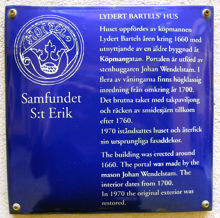 LYDERT BARTELS' HUS
Huset uppfördes av köpmannen
Lydert Bartels åren kring 1660 med
utnyttjande av en äldre byggnad åt
Köpmangatan. Portalen är utförd av
stenhuggaren Johan Wendelstam. I
flera av våningarna finns högklassig
inredning från omkring år 1700.
Det brutna taket med takpaviljong
och räcken av smidesjärn tillkom
efter 1760.
1970 iståndsattes huset och återfick
sin ursprungliga fasaddekor.
The building was erected around
1660. The portal was made by the
mason Johan Wendelstam. The
interior dates from 1700.
In 1970 the original exterior was
restored.
Samfundet
S:t Erik